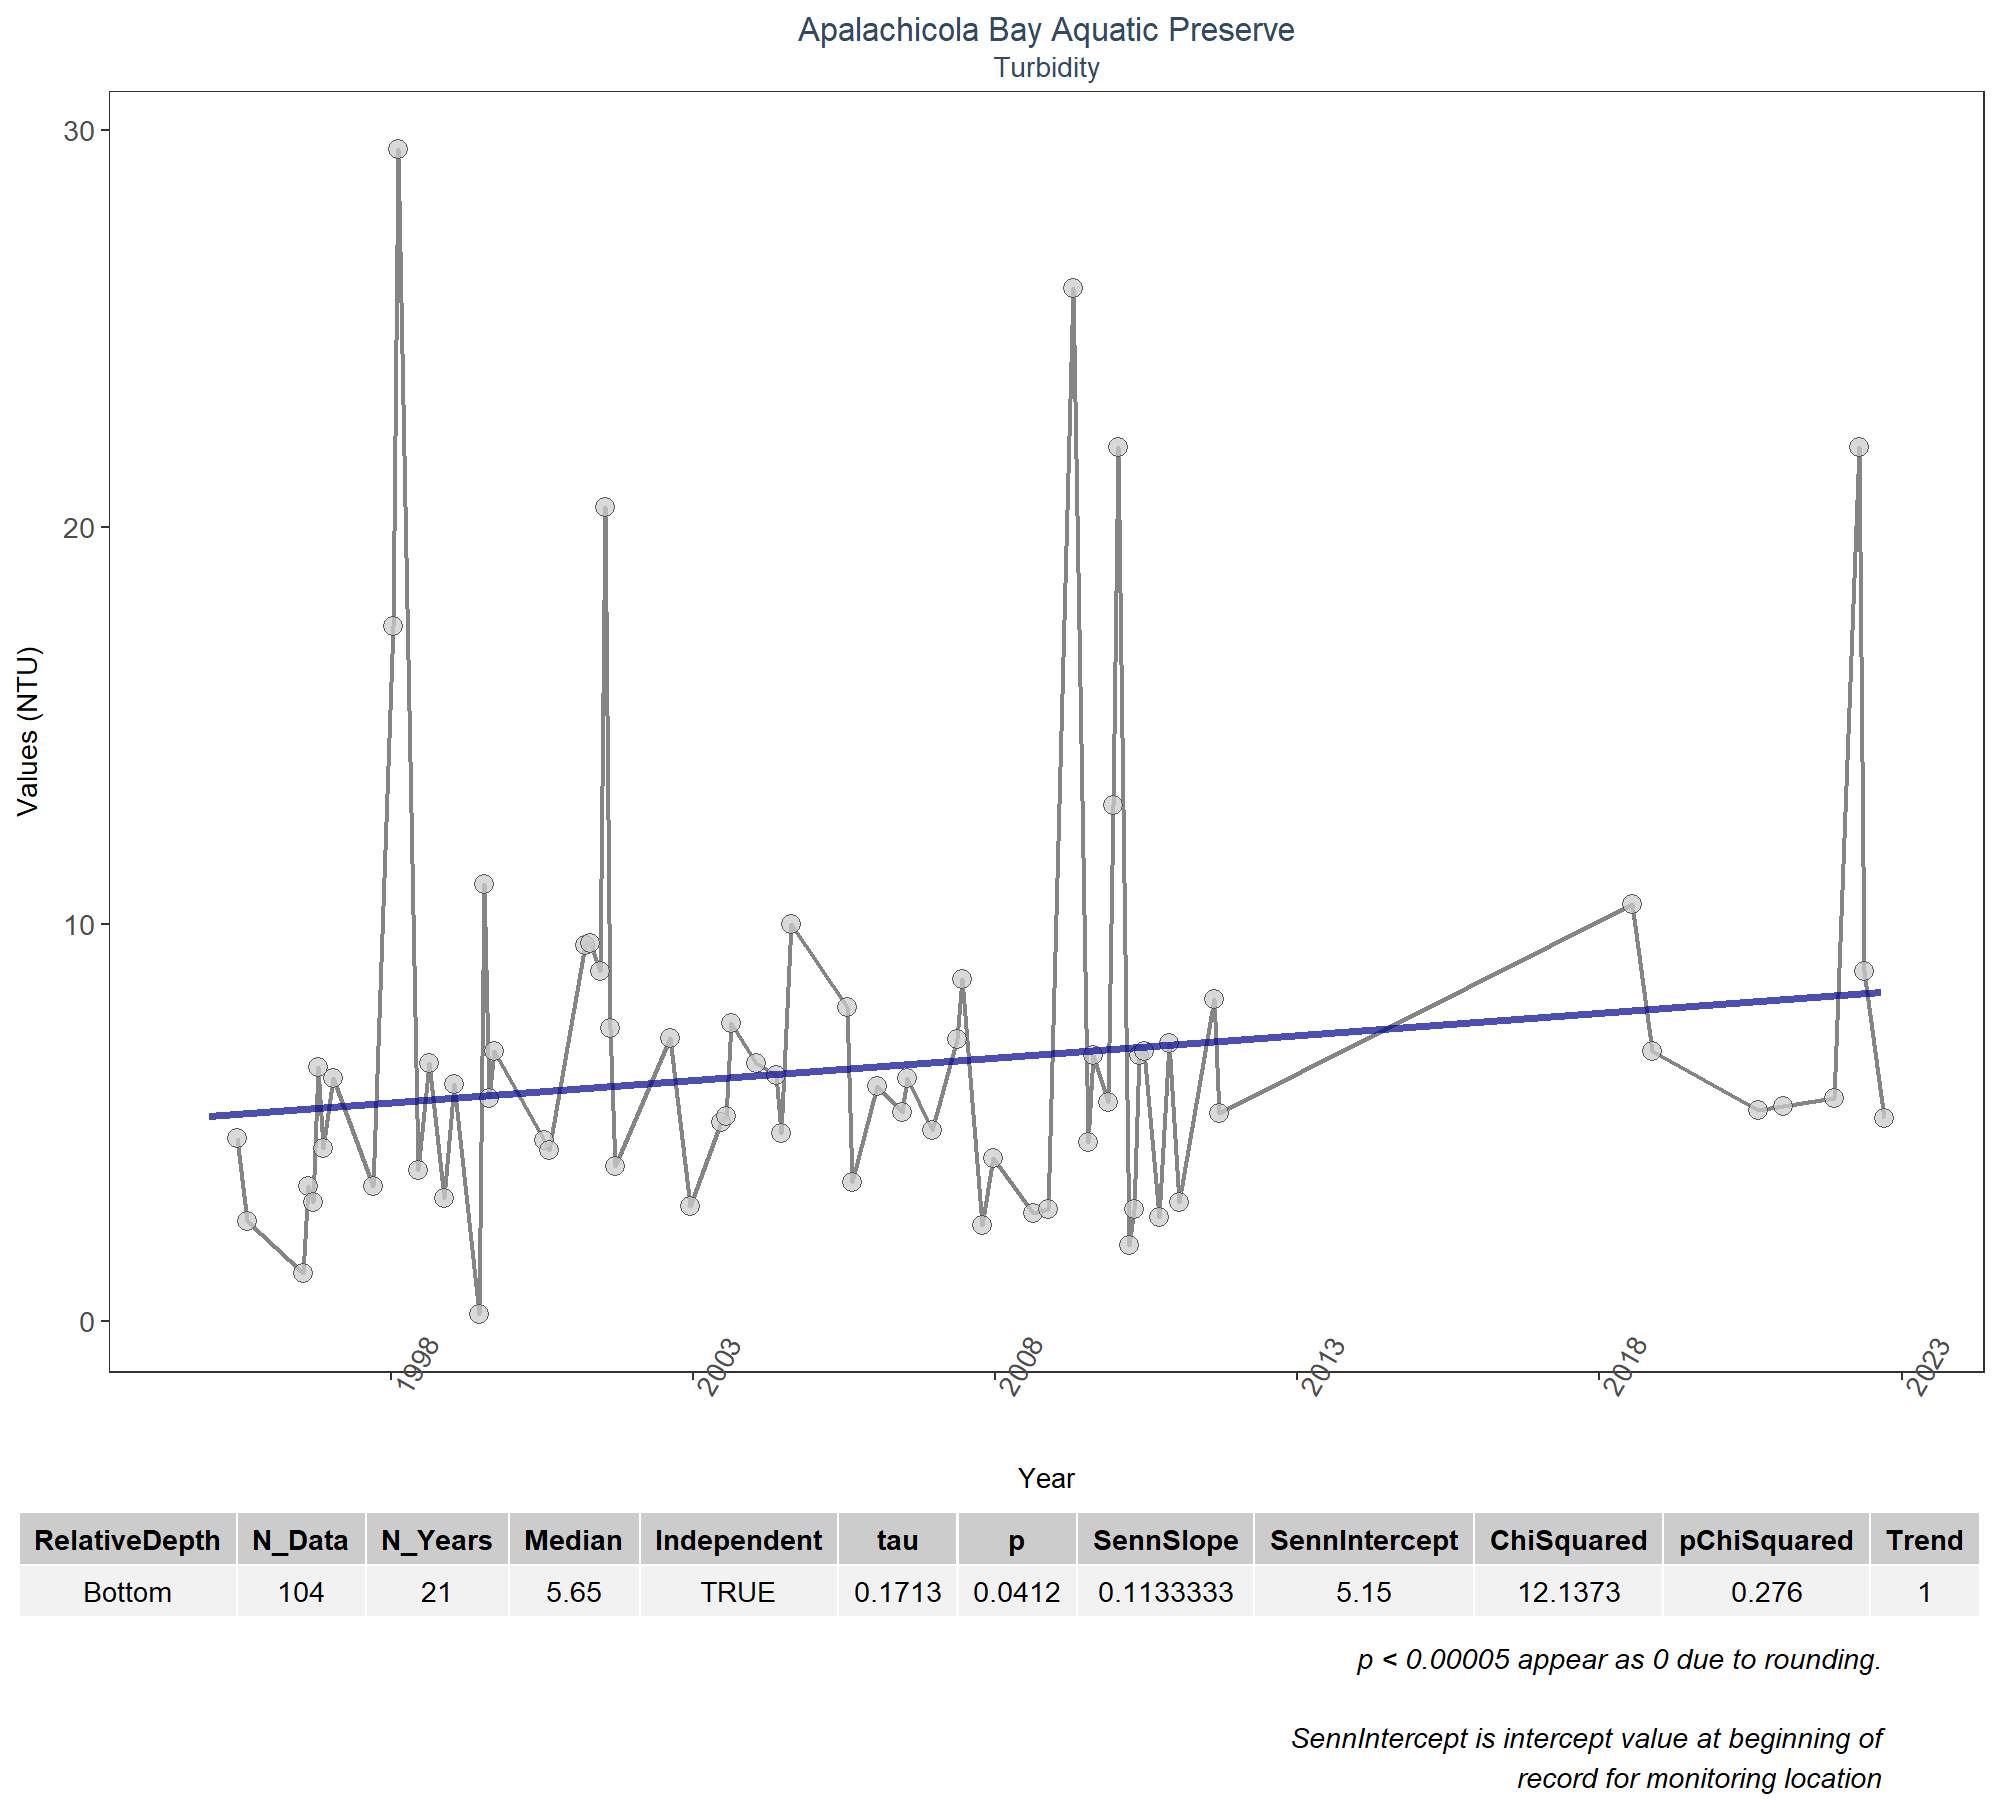 Apalachicola Bay Aquatic Preserve
Turbidity
30
20
10
0
Values (NTU)
1998 2003 2008 2013 2018 2023
Year
RelativeDepth N_Data N_Years Median Independent tau p SennSlope SennIntercept ChiSquared pChiSquared Trend
Bottom 104 21 5.65 TRUE 0.1713 0.0412 0.1133333 5.15 12.1373 0.276 1
p < 0.00005 appear as 0 due to rounding.
SennIntercept is intercept value at beginning of
record for monitoring location